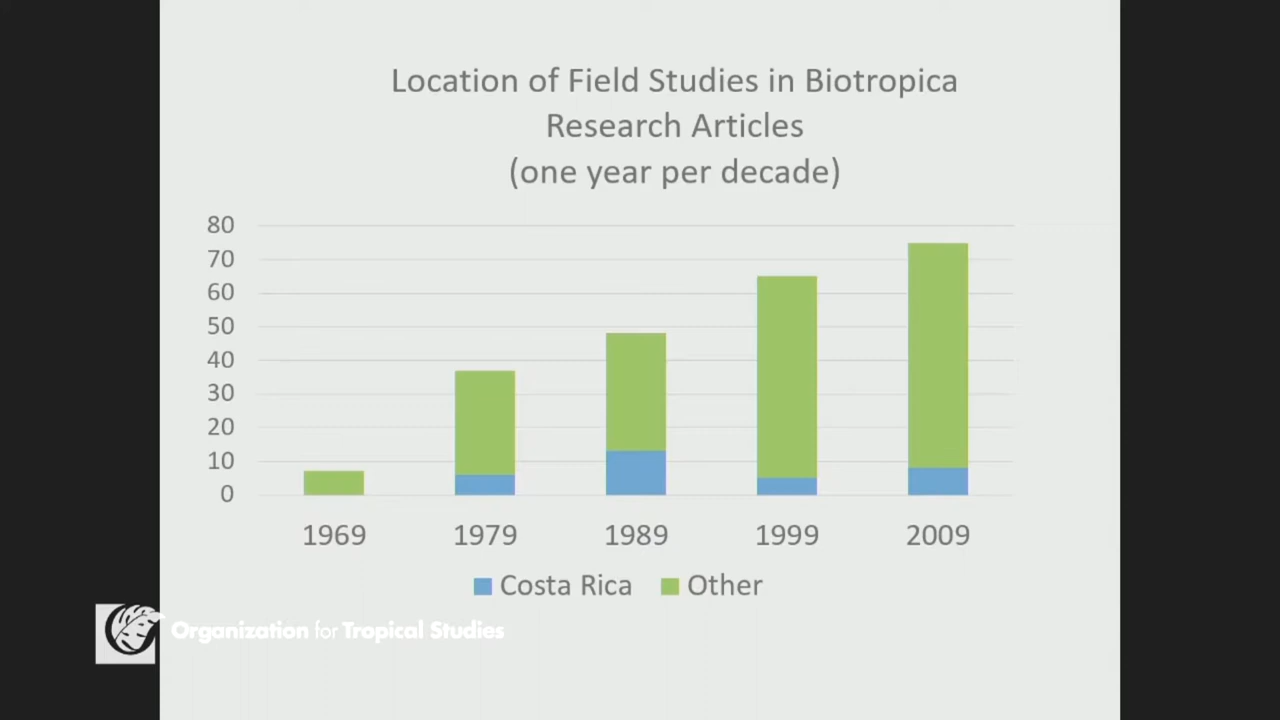 Location of Field Studies in Biotropica
Research Articles
(one year per decade)
80
70
60
50
40
30
20
10
0
1969 1979 1989 1999 2009
Costa Rica Other
Organization for Tropical Studies